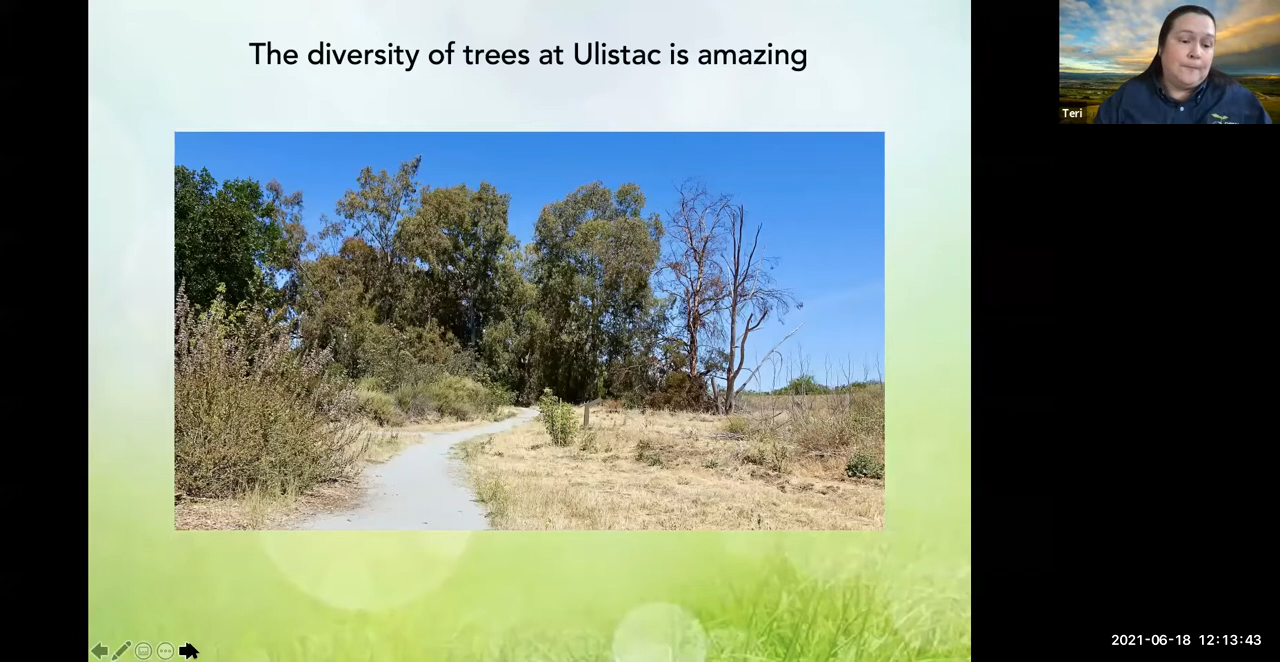 The diversity of trees at Ulistac is amazing
Teri
2021-06-18 12:13:43